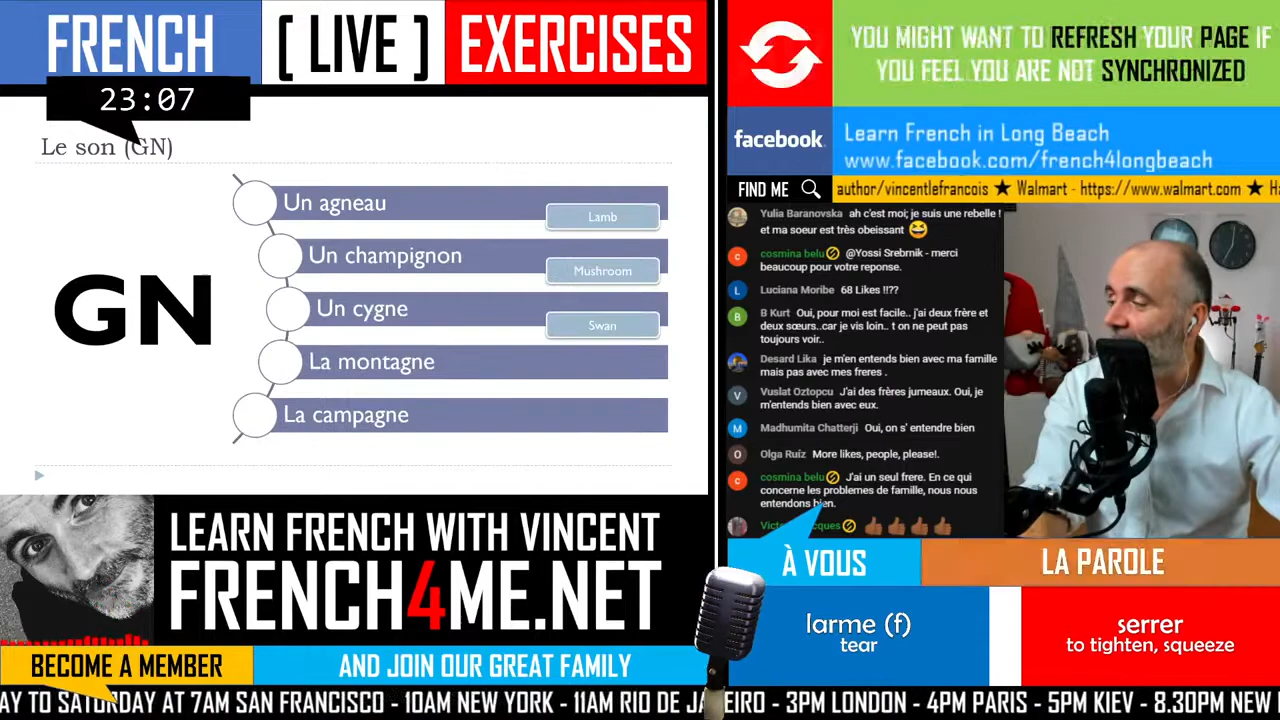 FRENCH
[ LIVE ]
EXERCISES
23:07
Le son (GN)
GN
Un agneau
Lamb
Un champignon
Mushroom
Un cygne
Swan
La montagne
La campagne
LEARN FRENCH WITH VINCENT
FRENCH4ME.NET
BECOME A MEMBER
AND JOIN OUR GREAT FAMILY
YOU MIGHT WANT TO REFRESH YOUR PAGE IF
YOU FEEL YOU ARE NOT SYNCHRONIZED
facebook
Learn French in Long Beach
www.facebook.com/french4longbeach
FIND ME
author/vincentlefrancois ★ Walmart - https://www.walmart.com ★ Ha
Yulia Baranovska ah c'est moi; je suis une rebelle !
et ma soeur est très obeissant
cosmina belu @Yossi Srebrnik - merci
beaucoup pour votre reponse.
Luciana Moribe 68 Likes !!??
B Kurt Oui, pour moi est facile.. j'ai deux frère et
deux sœurs..car je vis loin.. t on ne peut pas
toujours voir..
Desard Lika je m'en entends bien avec ma famille
mais pas avec mes freres .
Vuslat Oztopcu J'ai des frères jumeaux. Oui, je
m'entends bien avec eux.
Madhumita Chatterji Oui, on s' entendre bien
Olga Ruíz More likes, people, please!.
cosmina belu J'ai un seul frere. En ce qui
concerne les problemes de famille, nous nous
entendons bien.
À VOUS
LA PAROLE
larme (f)
tear
serrer
to tighten, squeeze
AY TO SATURDAY AT 7AM SAN FRANCISCO - 10AM NEW YORK - 11AM RIO DE JANEIRO - 3PM LONDON - 4PM PARIS - 5PM KIEV - 8.30PM NEW